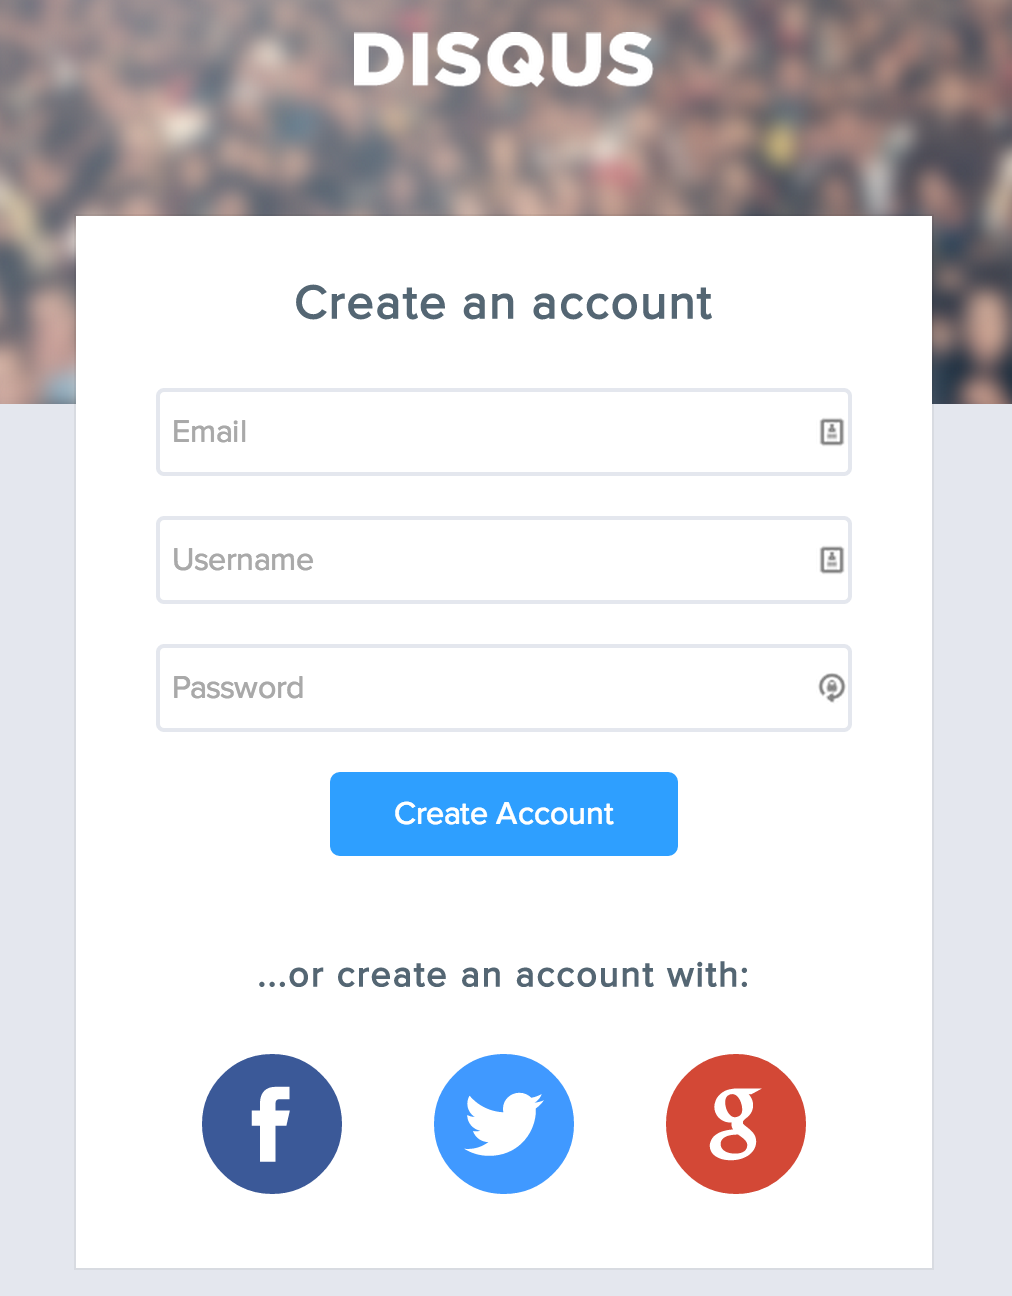 DISQUS
Create an account
Email
Username
Password
Create Account
...or create an account with: